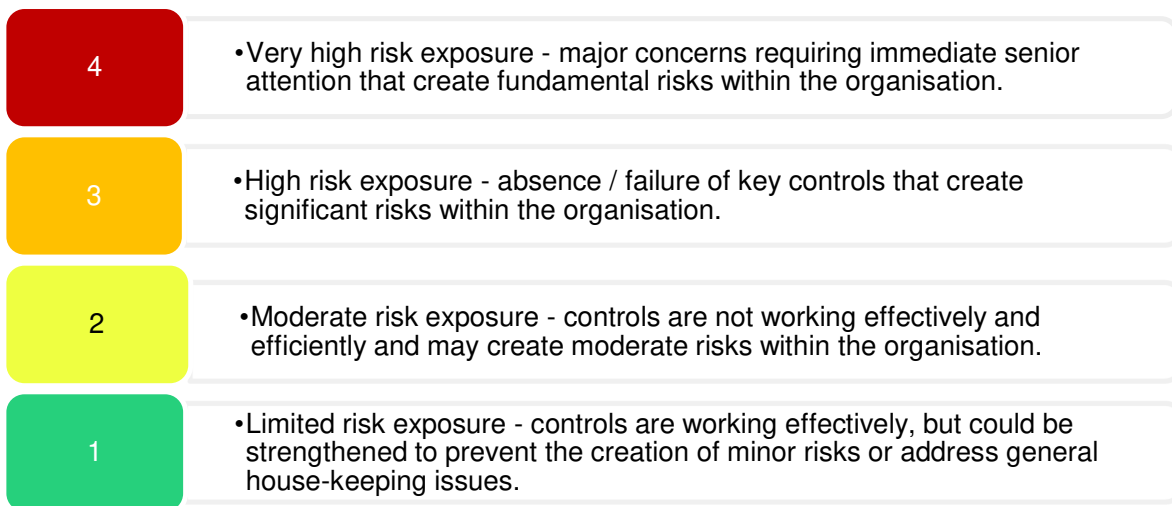 4
•Very high risk exposure - major concerns requiring immediate senior
attention that create fundamental risks within the organisation.
3
•High risk exposure - absence / failure of key controls that create
significant risks within the organisation.
2
•Moderate risk exposure - controls are not working effectively and
efficiently and may create moderate risks within the organisation.
1
•Limited risk exposure - controls are working effectively, but could be
strengthened to prevent the creation of minor risks or address general
house-keeping issues.